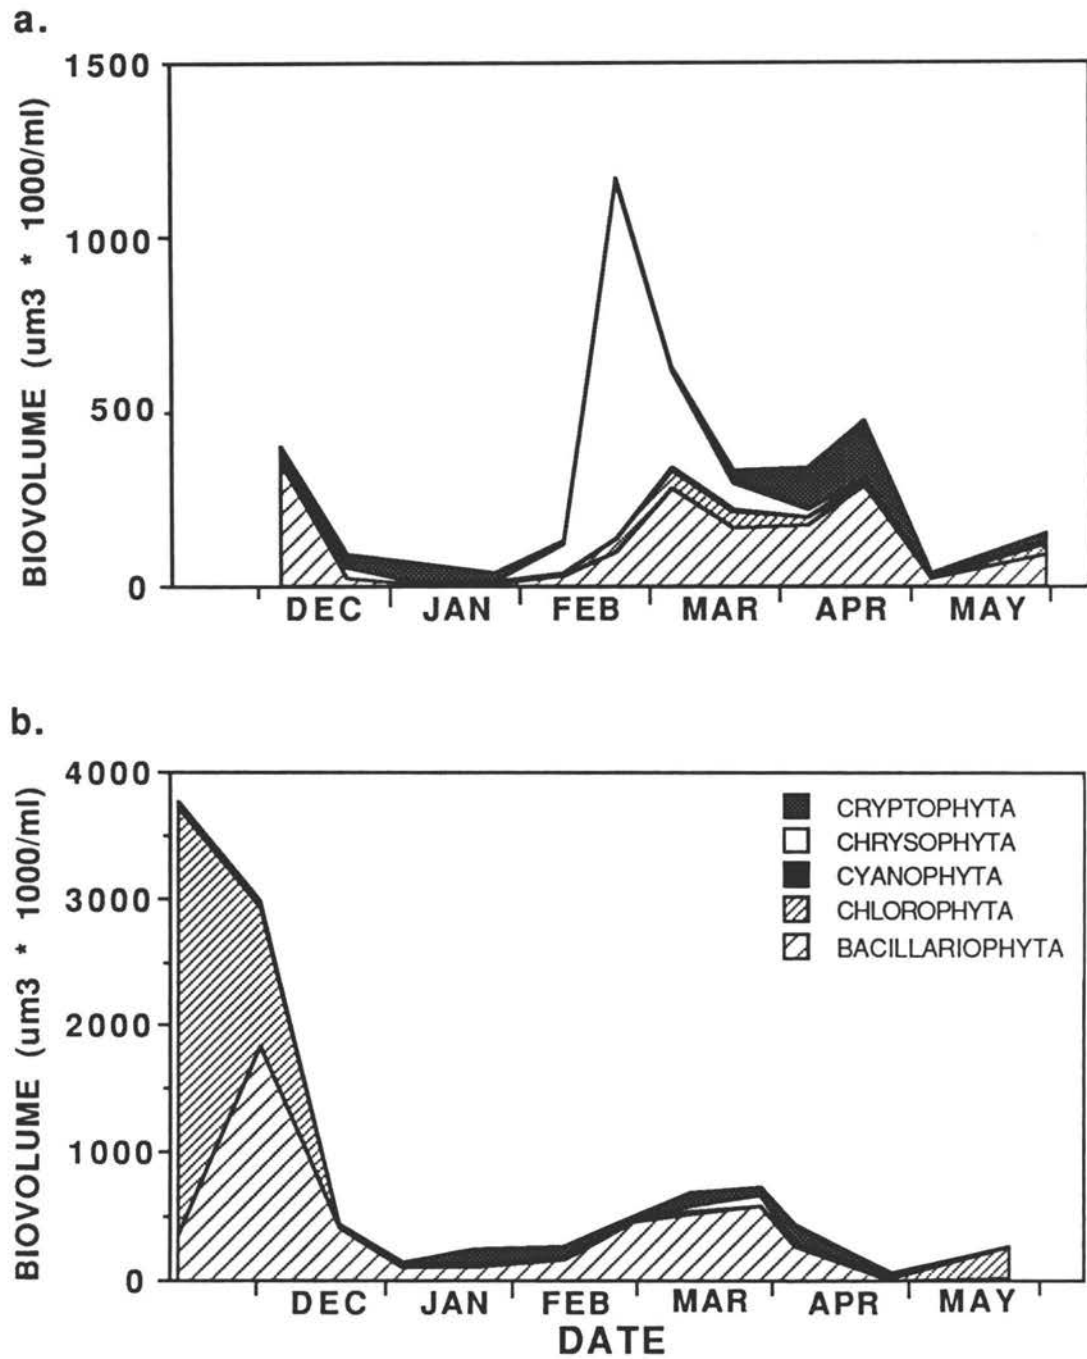 a.
BIOVOLUME (um3 * 1000/ml)
1500
1000
500
0
DEC JAN FEB MAR APR MAY
b.
BIOVOLUME (um3 * 1000/ml)
4000
3000
2000
1000
0
CRYPTOPHYTA
CHRYSOPHYTA
CYANOPHYTA
CHLOROPHYTA
BACILLARIOPHYTA
DEC JAN FEB MAR APR MAY
DATE